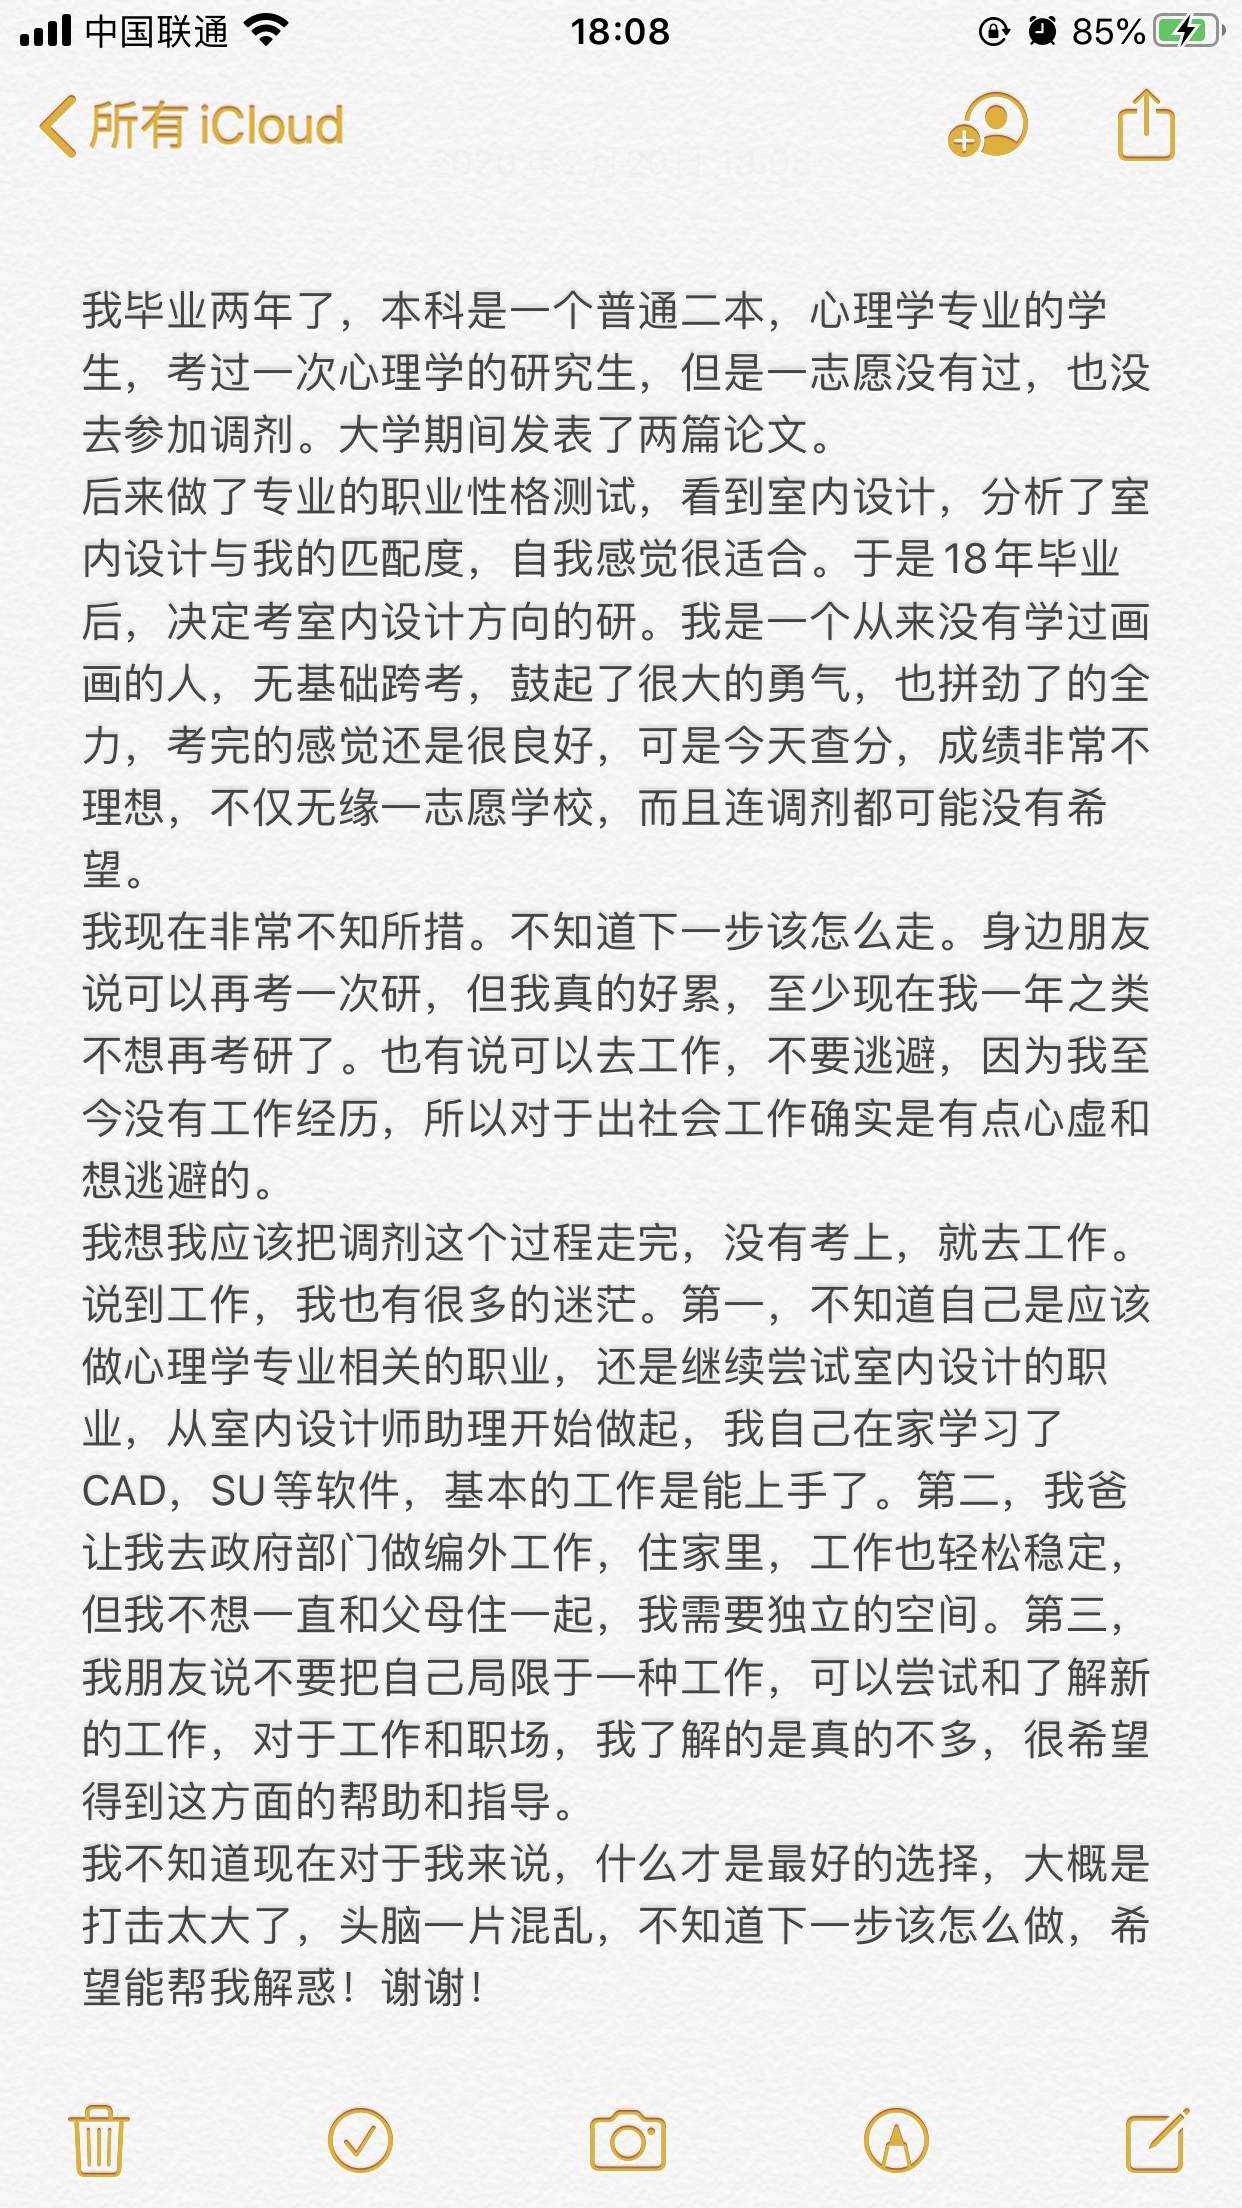 中国联通 18:08 85%
所有 iCloud
我毕业两年了，本科是一个普通二本，心理学专业的学
生，考过一次心理学的研究生，但是一志愿没有过，也没
去参加调剂。大学期间发表了两篇论文。
后来做了专业的职业性格测试，看到室内设计，分析了室
内设计与我的匹配度，自我感觉很适合。于是18年毕业
后，决定考室内设计方向的研。我是一个从来没有学过画
画的人，无基础跨考，鼓起了很大的勇气，也拼劲了的全
力，考完的感觉还是很良好，可是今天查分，成绩非常不
理想，不仅无缘一志愿学校，而且连调剂都可能没有希
望。
我现在非常不知所措。不知道下一步该怎么走。身边朋友
说可以再考一次研，但我真的好累，至少现在我一年之类
不想再考研了。也有说可以去工作，不要逃避，因为我至
今没有工作经历，所以对于出社会工作确实是有点心虚和
想逃避的。
我想我应该把调剂这个过程走完，没有考上，就去工作。
说到工作，我也有很多的迷茫。第一，不知道自己是应该
做心理学专业相关的职业，还是继续尝试室内设计的职
业，从室内设计师助理开始做起，我自己在家学习了
CAD，SU等软件，基本的工作是能上手了。第二，我爸
让我去政府部门做编外工作，住家里，工作也轻松稳定，
但我不想一直和父母住一起，我需要独立的空间。第三，
我朋友说不要把自己局限于一种工作，可以尝试和了解新
的工作，对于工作和职场，我了解的是真的不多，很希望
得到这方面的帮助和指导。
我不知道现在对于我来说，什么才是最好的选择，大概是
打击太大了，头脑一片混乱，不知道下一步该怎么做，希
望能帮我解惑！谢谢！